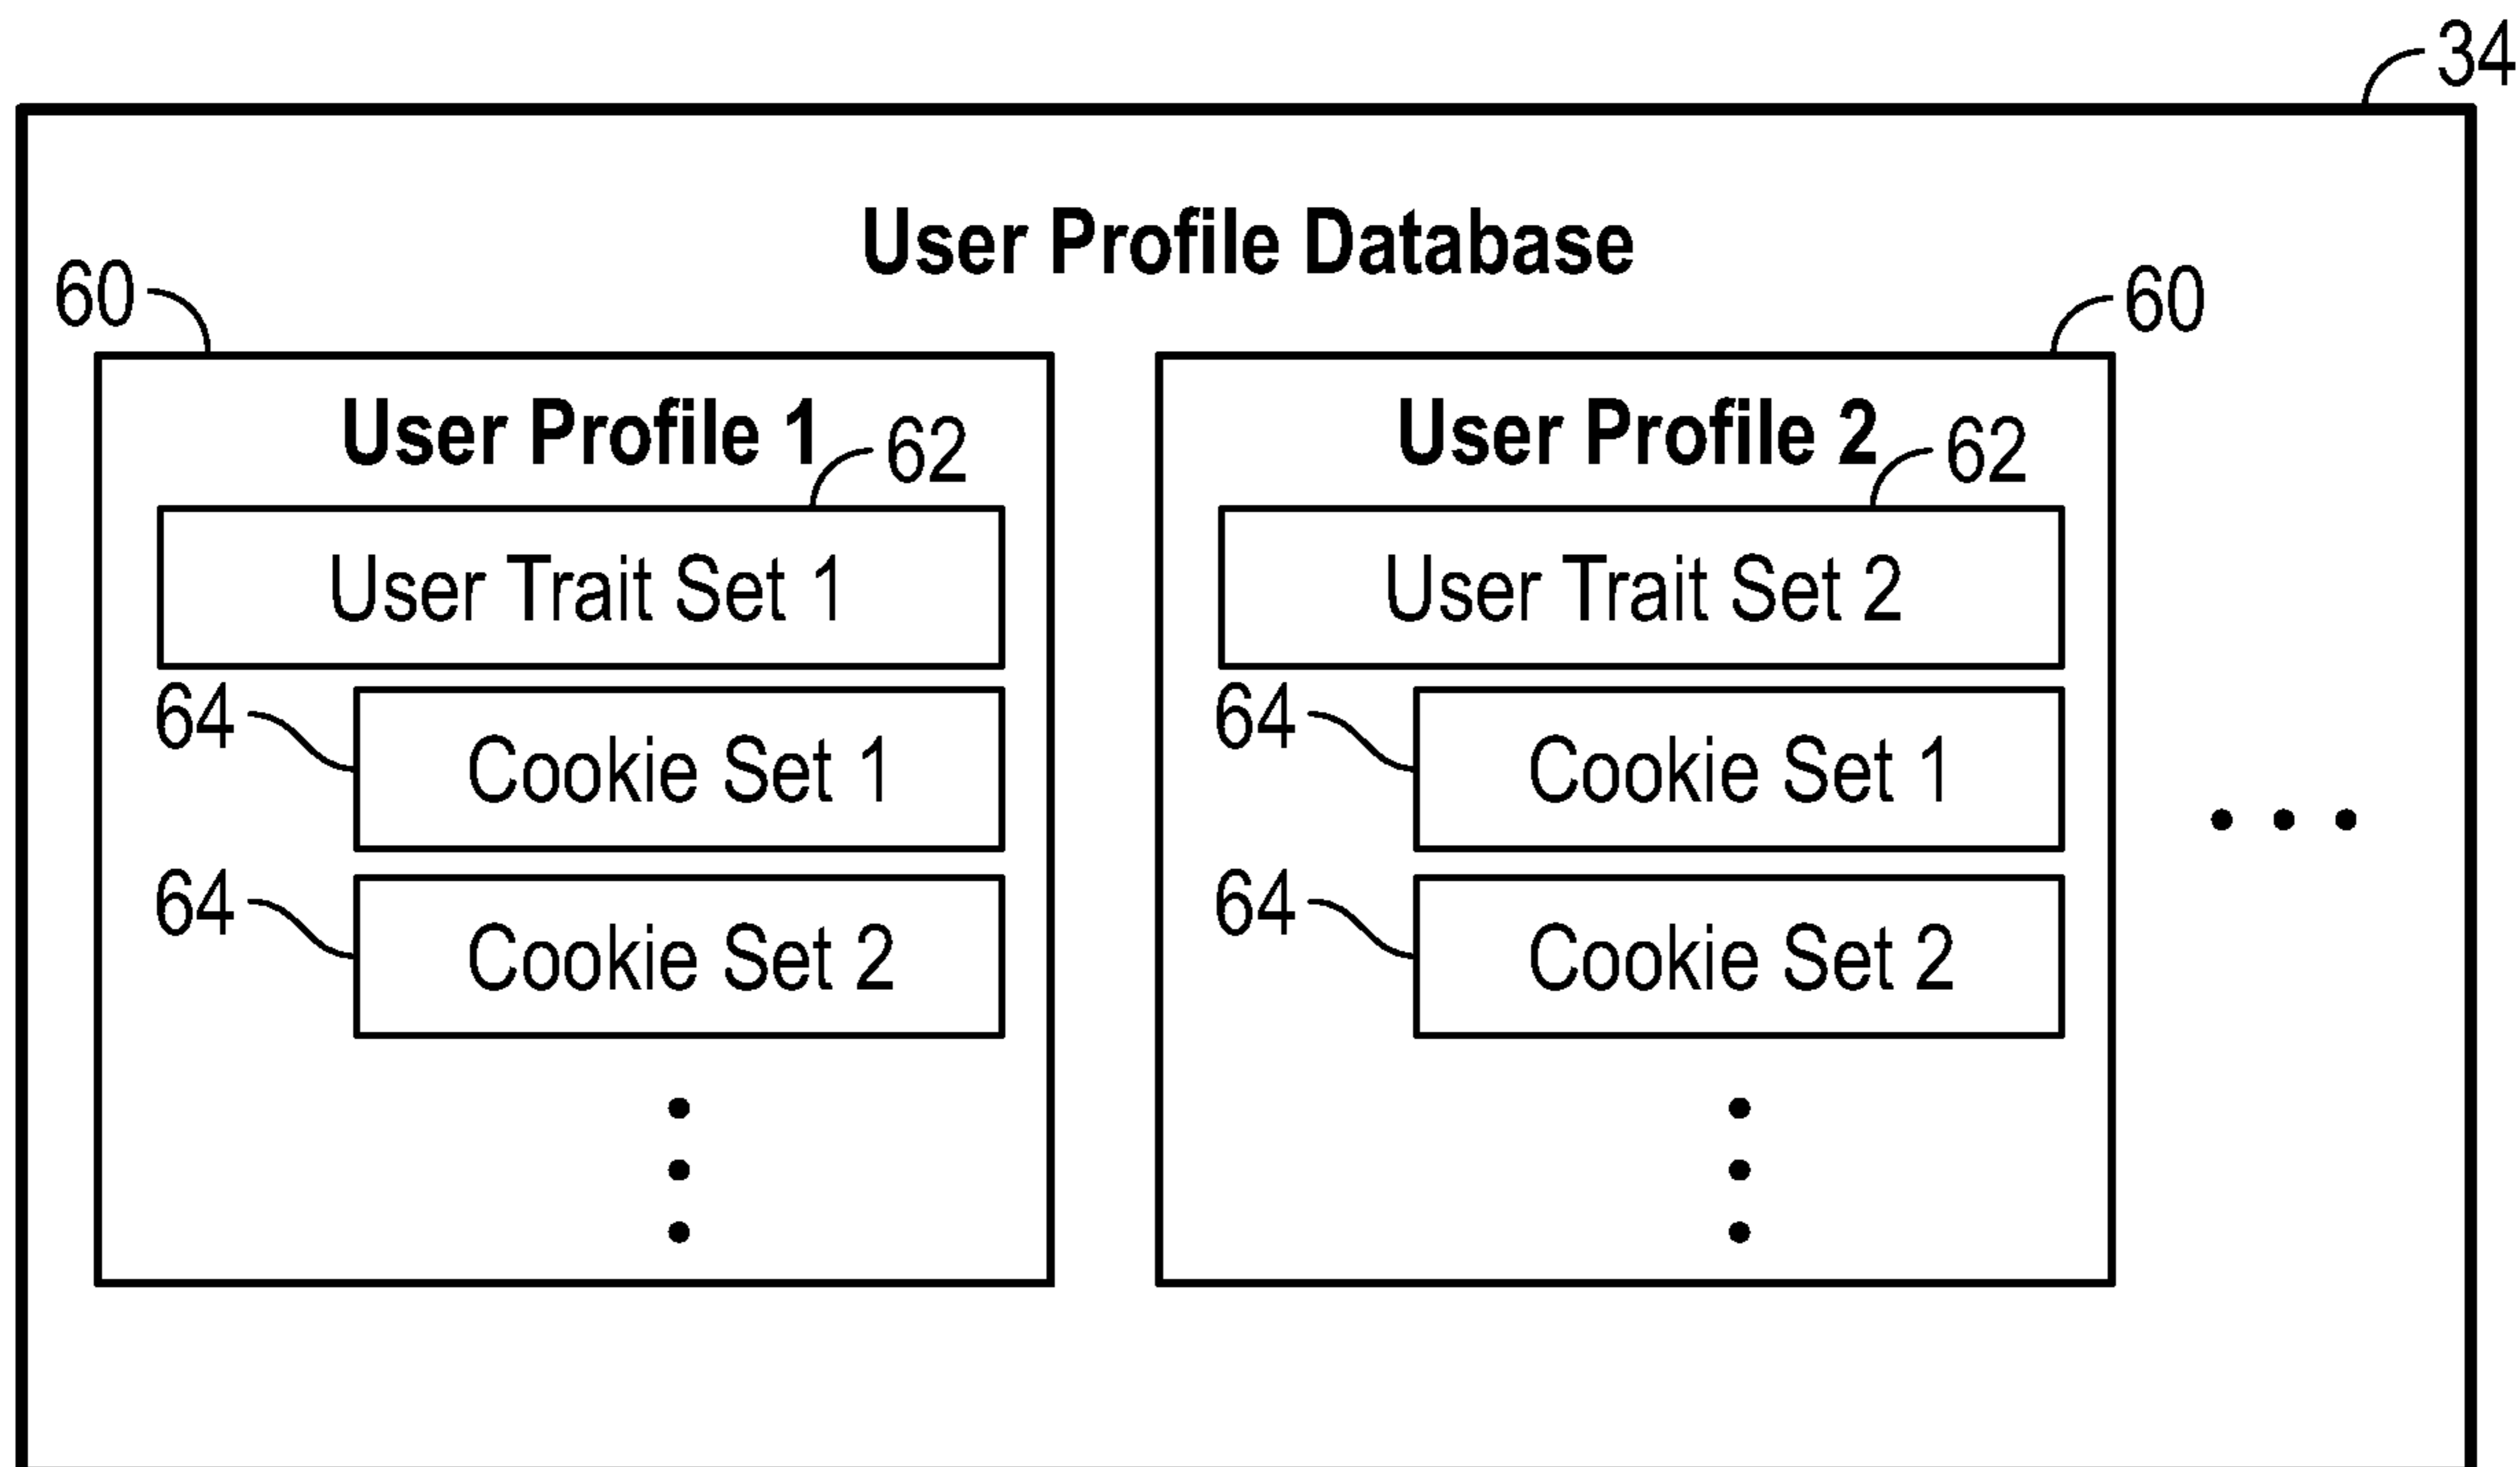 34
User Profile Database
60
60
User Profile 1
62
User Trait Set 1
64
Cookie Set 1
64
Cookie Set 2
User Profile 2
62
User Trait Set 2
64
Cookie Set 1
64
Cookie Set 2